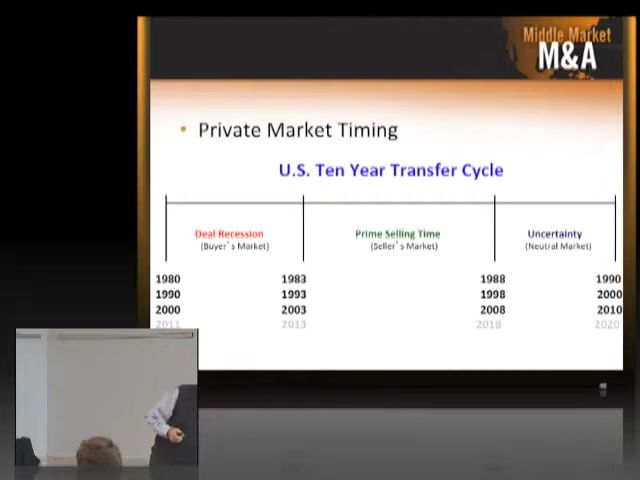 Middle Market
M&A
• Private Market Timing
U.S. Ten Year Transfer Cycle
Deal Recession Prime Selling Time Uncertainty
(Buyer's Market) (Seller's Market) (Neutral Market)
1980 1983 1988 1990
1990 1993 1998 2000
2000 2003 2008 2010
2011 2013 2018 2020